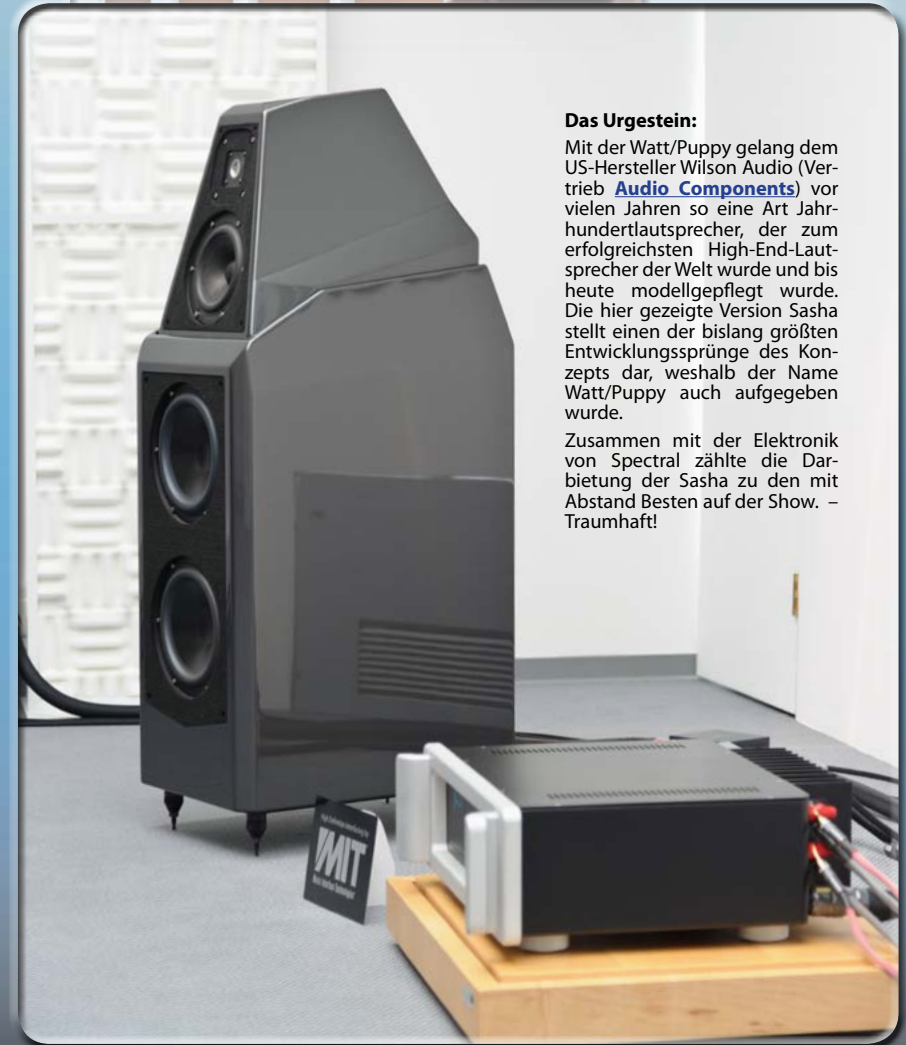 Das Urgestein:
Mit der Watt/Puppy gelang dem
US-Hersteller Wilson Audio (Ver-
trieb Audio Components) vor
vielen Jahren so eine Art Jahr-
hundertlautsprecher, der zum
erfolgreichsten High-End-Laut-
sprecher der Welt wurde und bis
heute modellgepflegt wurde.
Die hier gezeigte Version Sasha
stellt einen der bislang größten
Entwicklungssprünge des Kon-
zepts dar, weshalb der Name
Watt/Puppy auch aufgegeben
wurde.
Zusammen mit der Elektronik
von Spectral zählte die Dar-
bietung der Sasha zu den mit
Abstand Besten auf der Show. –
Traumhaft!
MIT